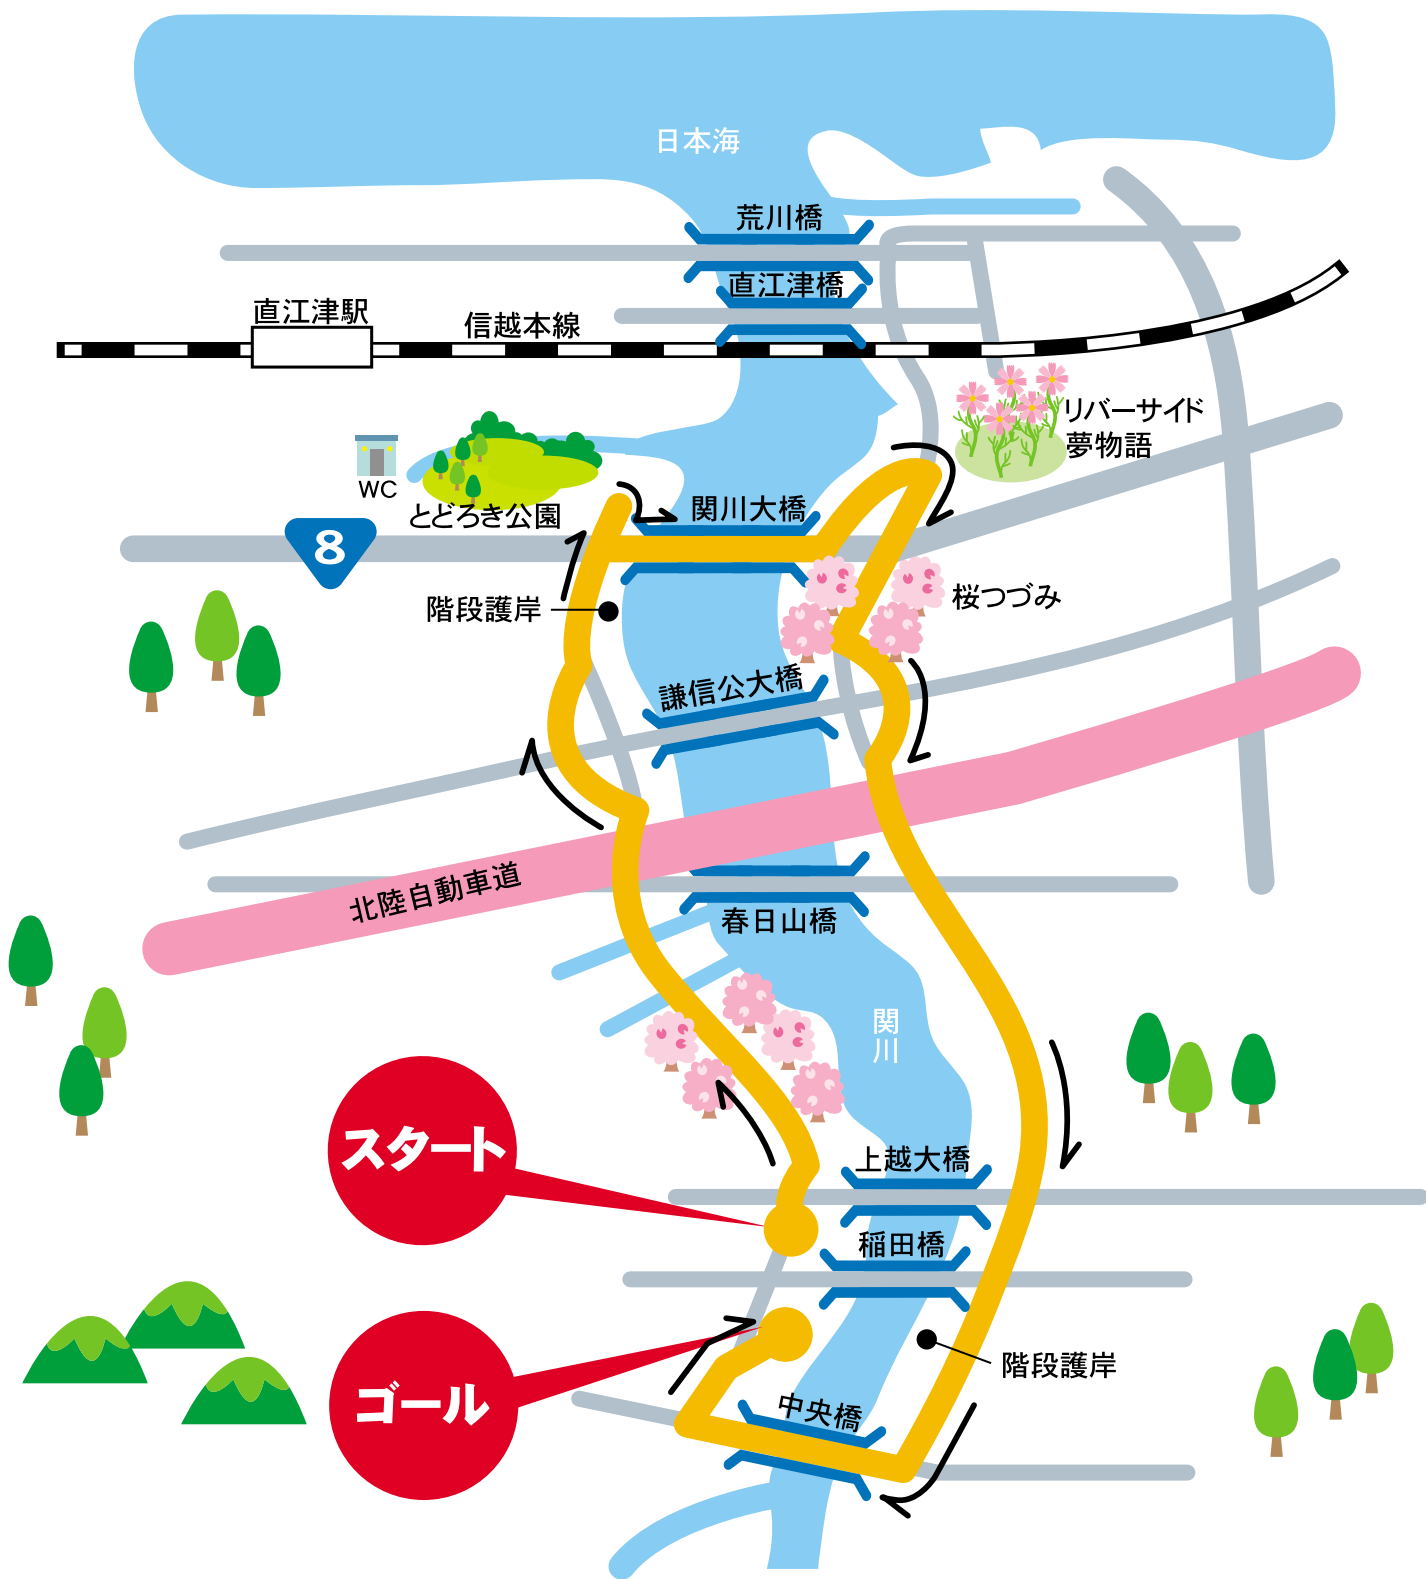 日本海
荒川橋
直江津橋
直江津駅
信越本線
リバーサイド
夢物語
WC
とどろき公園
関川大橋
8
階段護岸
桜つづみ
謙信公大橋
北陸自動車道
春日山橋
関
川
スタート
上越大橋
稲田橋
階段護岸
ゴール
中央橋